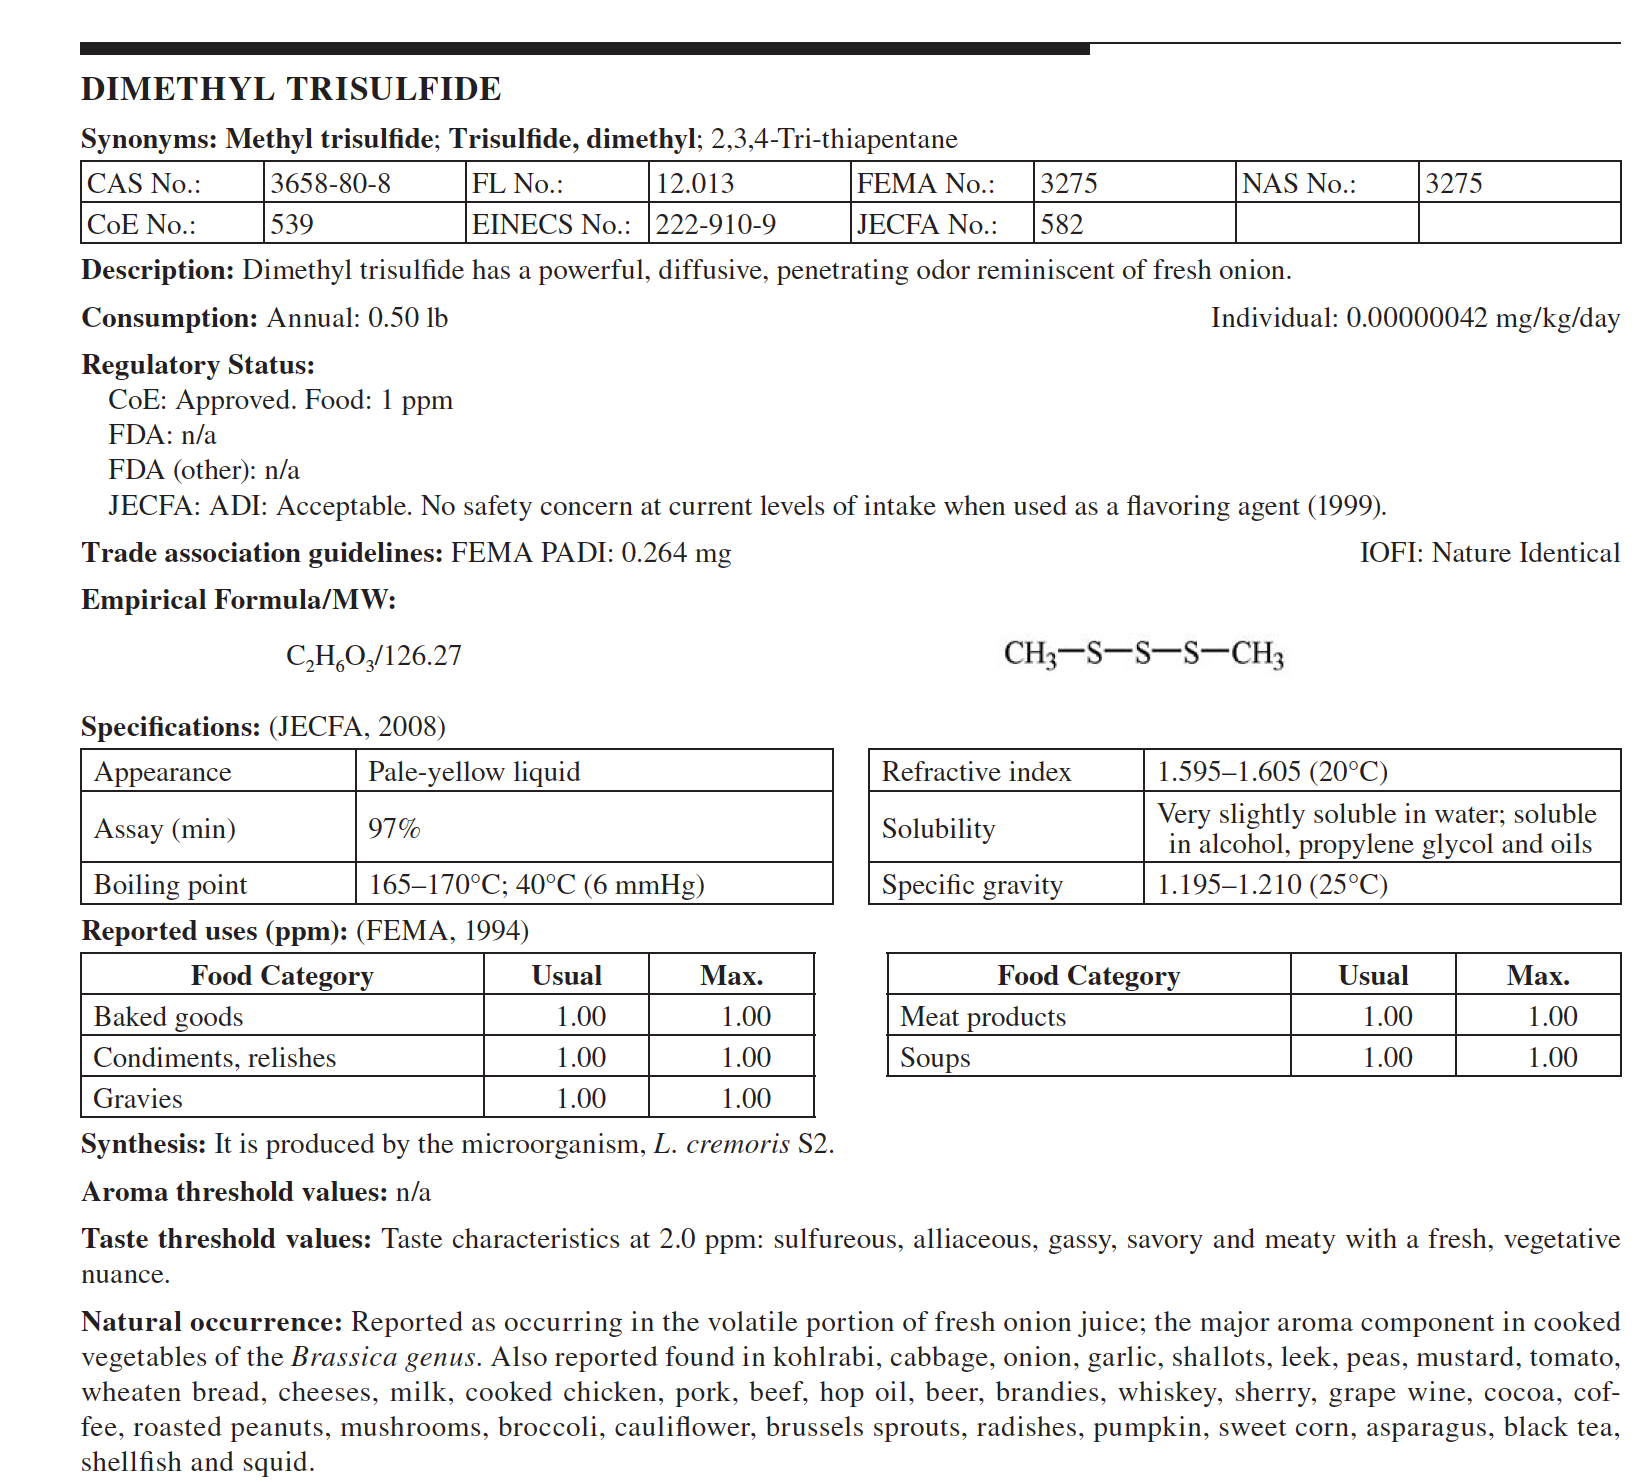 DIMETHYL TRISULFIDE
Synonyms: Methyl trisulfide; Trisulfide, dimethyl; 2,3,4-Tri-thiapentane
CAS No.: 3658-80-8 FL No.: 12.013 FEMA No.: 3275 NAS No.: 3275
CoE No.: 539 EINECS No.: 222-910-9 JECFA No.: 582
Description: Dimethyl trisulfide has a powerful, diffusive, penetrating odor reminiscent of fresh onion.
Consumption: Annual: 0.50 lb Individual: 0.00000042 mg/kg/day
Regulatory Status:
CoE: Approved. Food: 1 ppm
FDA: n/a
FDA (other): n/a
JECFA: ADI: Acceptable. No safety concern at current levels of intake when used as a flavoring agent (1999).
Trade association guidelines: FEMA PADI: 0.264 mg IOFI: Nature Identical
Empirical Formula/MW:
C₂H₆O₃/126.27 CH₃—S—S—S—CH₃
Specifications: (JECFA, 2008)
Appearance Pale-yellow liquid Refractive index 1.595–1.605 (20°C)
Assay (min) 97% Solubility Very slightly soluble in water; soluble
in alcohol, propylene glycol and oils
Boiling point 165–170°C; 40°C (6 mmHg) Specific gravity 1.195–1.210 (25°C)
Reported uses (ppm): (FEMA, 1994)
Food Category Usual Max. Food Category Usual Max.
Baked goods 1.00 1.00 Meat products 1.00 1.00
Condiments, relishes 1.00 1.00 Soups 1.00 1.00
Gravies 1.00 1.00
Synthesis: It is produced by the microorganism, L. cremoris S2.
Aroma threshold values: n/a
Taste threshold values: Taste characteristics at 2.0 ppm: sulfureous, alliaceous, gassy, savory and meaty with a fresh, vegetative
nuance.
Natural occurrence: Reported as occurring in the volatile portion of fresh onion juice; the major aroma component in cooked
vegetables of the Brassica genus. Also reported found in kohlrabi, cabbage, onion, garlic, shallots, leek, peas, mustard, tomato,
wheaten bread, cheeses, milk, cooked chicken, pork, beef, hop oil, beer, brandies, whiskey, sherry, grape wine, cocoa, cof-
fee, roasted peanuts, mushrooms, broccoli, cauliflower, brussels sprouts, radishes, pumpkin, sweet corn, asparagus, black tea,
shellfish and squid.